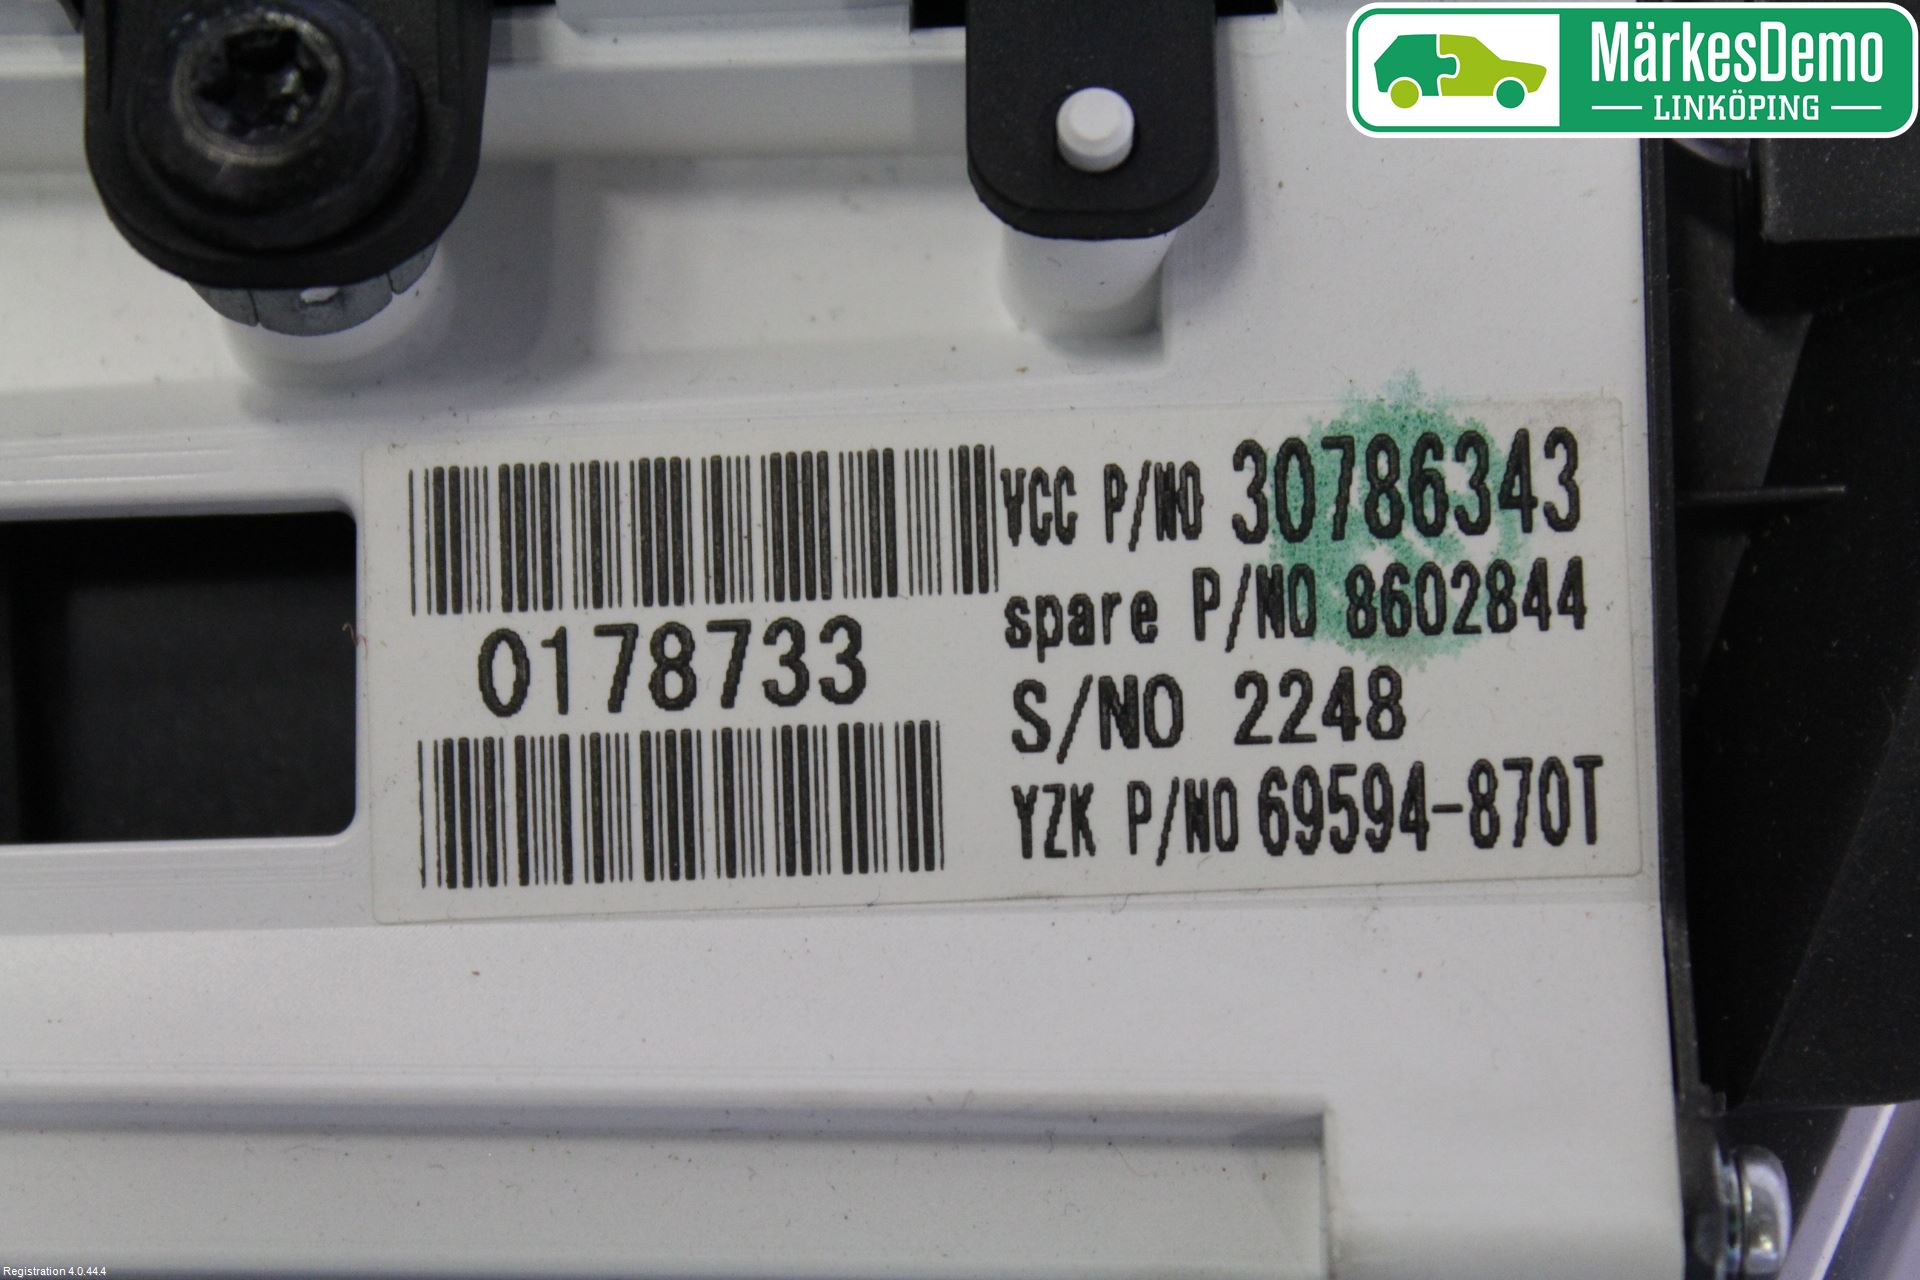 MärkesDemo
LINKÖPING
VCC P/NO 30786343
spare P/NO 8602844
0178733
S/NO 2248
YZK P/NO 69594-870T
Registration 4.0.44.4